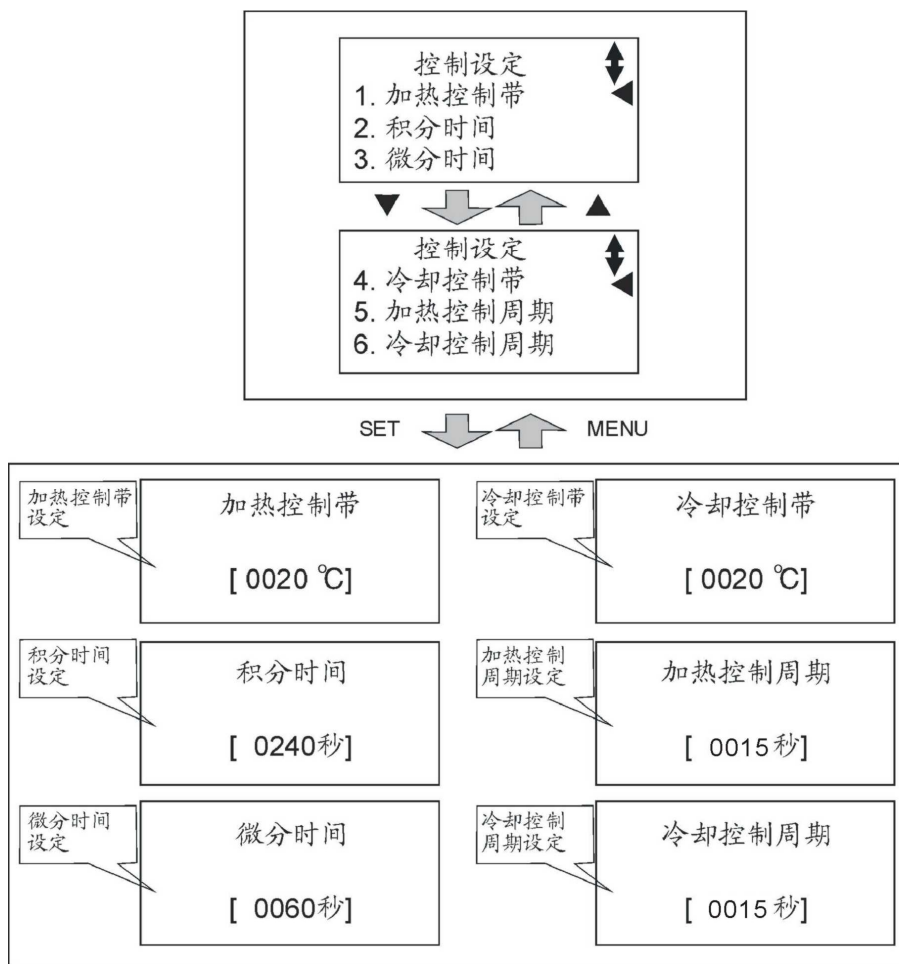 控制设定
1. 加热控制带
2. 积分时间
3. 微分时间
控制设定
4. 冷却控制带
5. 加热控制周期
6. 冷却控制周期
SET
MENU
加热控制带
设定
加热控制带
[ 0020 ℃]
冷却控制带
设定
冷却控制带
[ 0020 ℃]
积分时间
设定
积分时间
[ 0240秒]
加热控制
周期设定
加热控制周期
[ 0015秒]
微分时间
设定
微分时间
[ 0060秒]
冷却控制
周期设定
冷却控制周期
[ 0015秒]